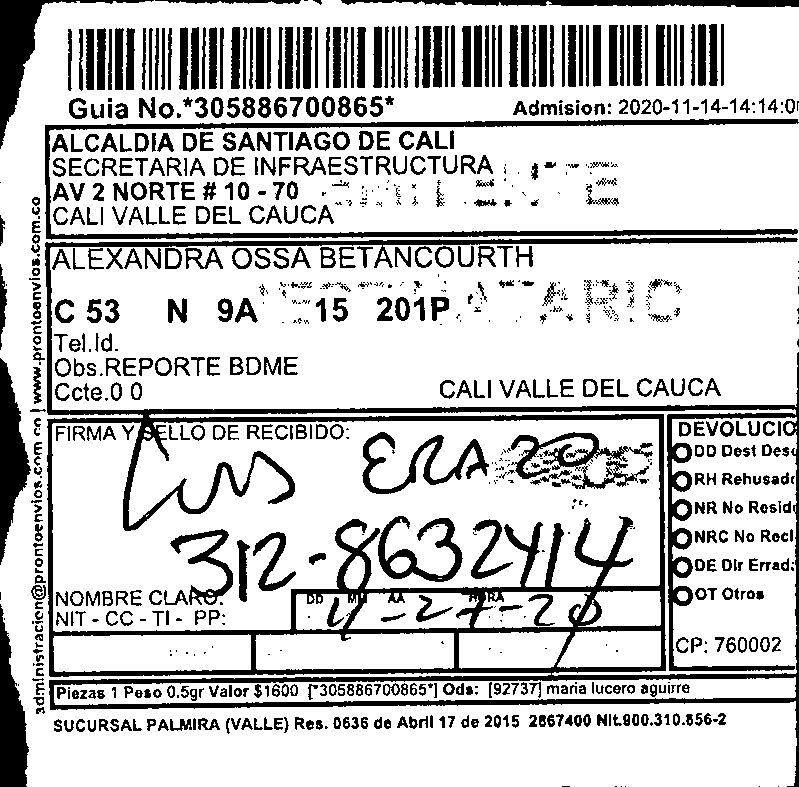 Guia No.*305886700865* Admision: 2020-11-14-14:14:0
ALCALDIA DE SANTIAGO DE CALI
SECRETARIA DE INFRAESTRUCTURA
AV 2 NORTE # 10 - 70
CALI VALLE DEL CAUCA
ALEXANDRA OSSA BETANCOURTH
C 53 N 9A 15 201P
Tel.Id.
Obs.REPORTE BDME
Ccte.0 0 CALI VALLE DEL CAUCA
FIRMA Y SELLO DE RECIBIDO:
Luis ERAZO
312-8632414
NOMBRE CLARO:
NIT - CC - TI - PP:
DD MM AA HORA
11-27-20
DEVOLUCIO
DD Dest Desc
RH Rehusado
NR No Resid
NRC No Recl
DE Dir Errad.
OT Otros
CP: 760002
Piezas 1 Peso 0.5gr Valor $1600 [*305886700865*] Ods: [92737] maria lucero aguirre
SUCURSAL PALMIRA (VALLE) Res. 0636 de Abril 17 de 2015 2867400 Nit.900.310.856-2
administracion@prontoenvios.com.co | www.prontoenvios.com.co